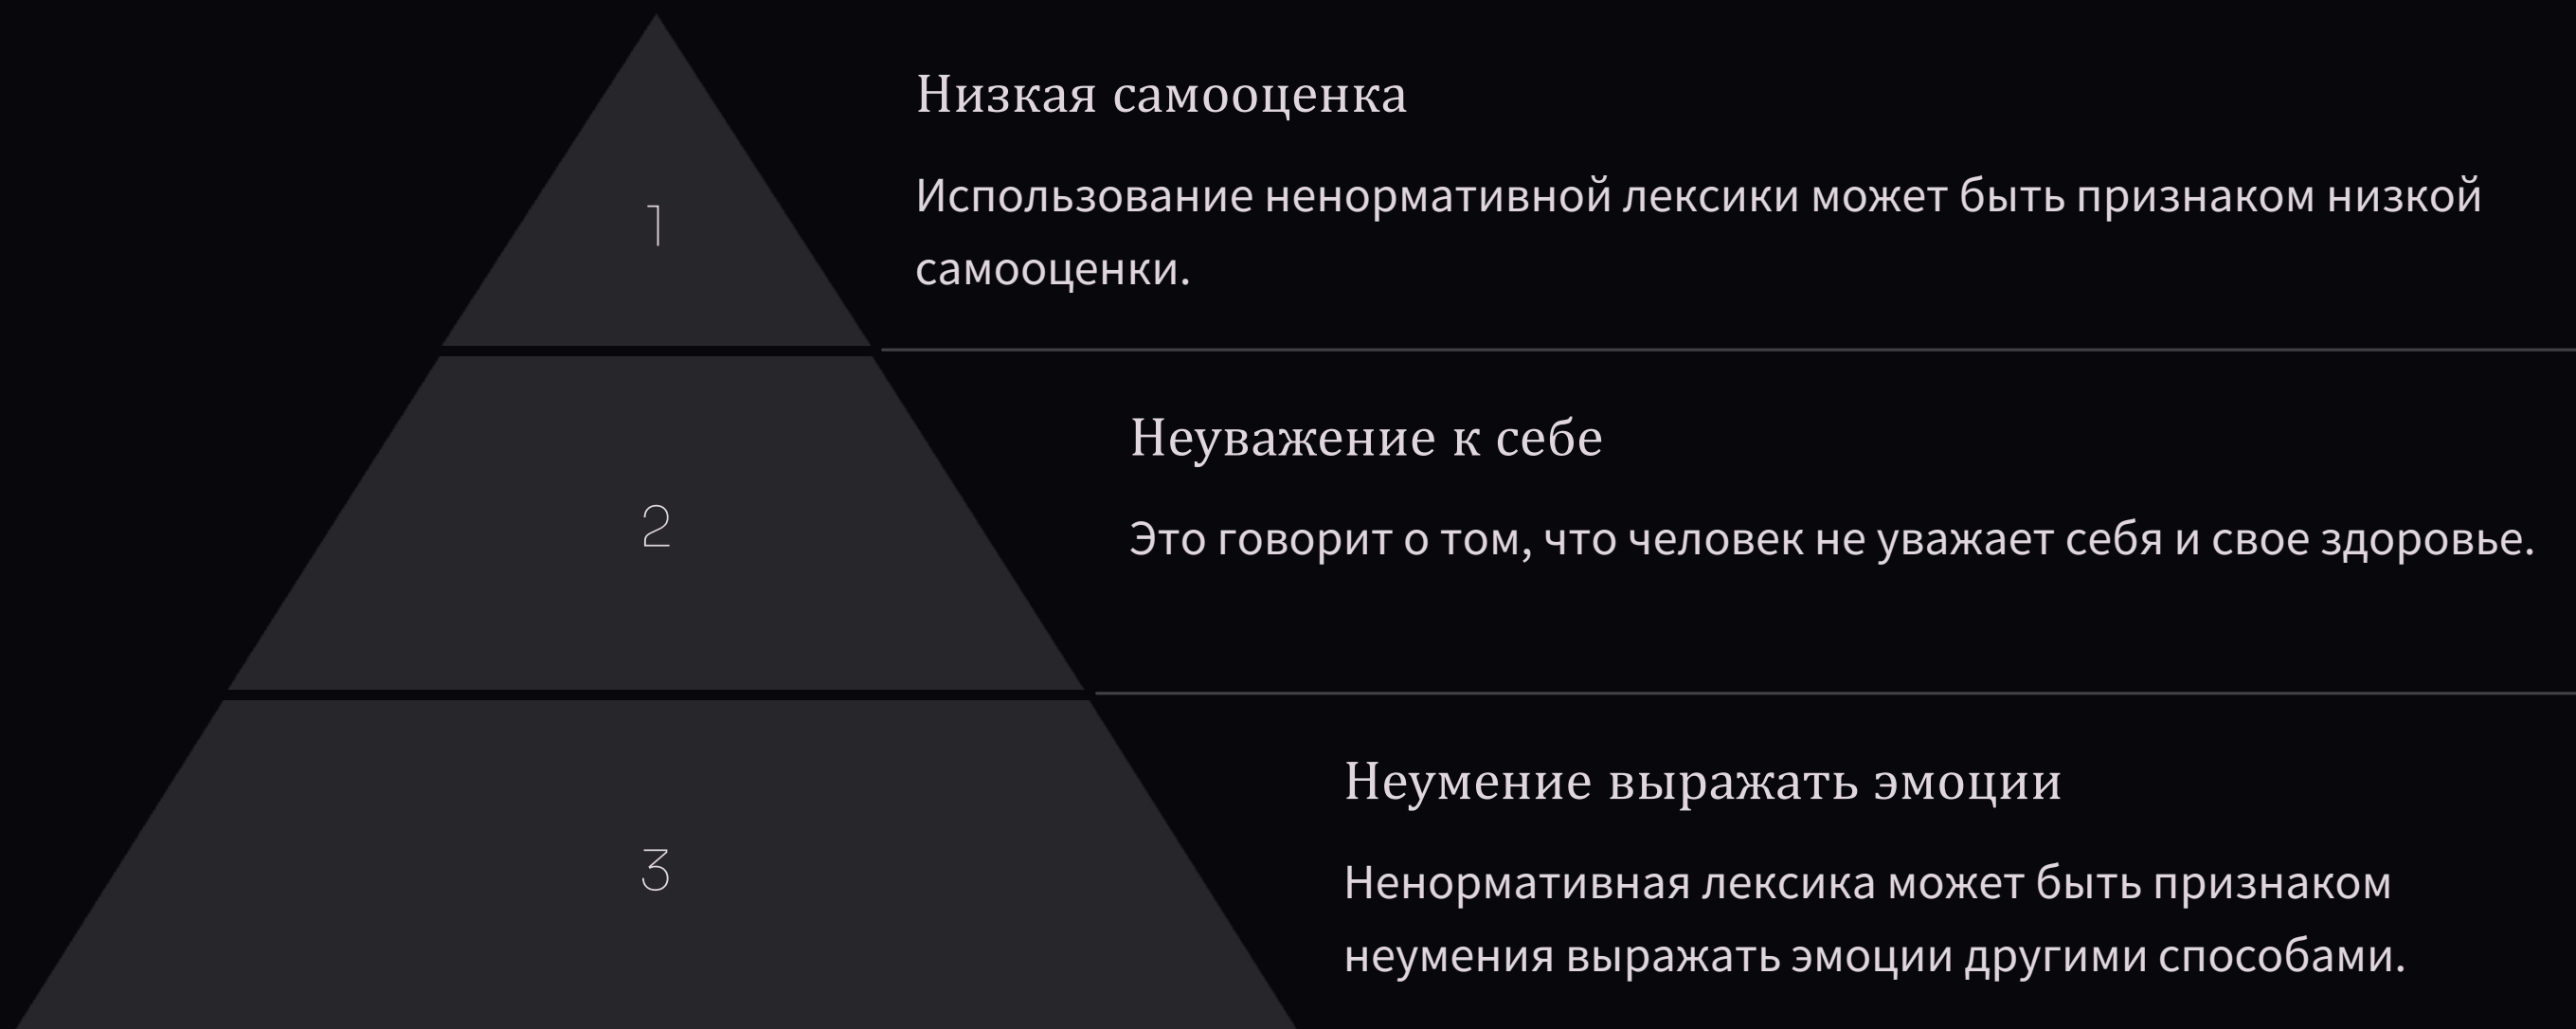 1
Низкая самооценка
Использование ненормативной лексики может быть признаком низкой
самооценки.
2
Неуважение к себе
Это говорит о том, что человек не уважает себя и свое здоровье.
3
Неумение выражать эмоции
Ненормативная лексика может быть признаком
неумения выражать эмоции другими способами.